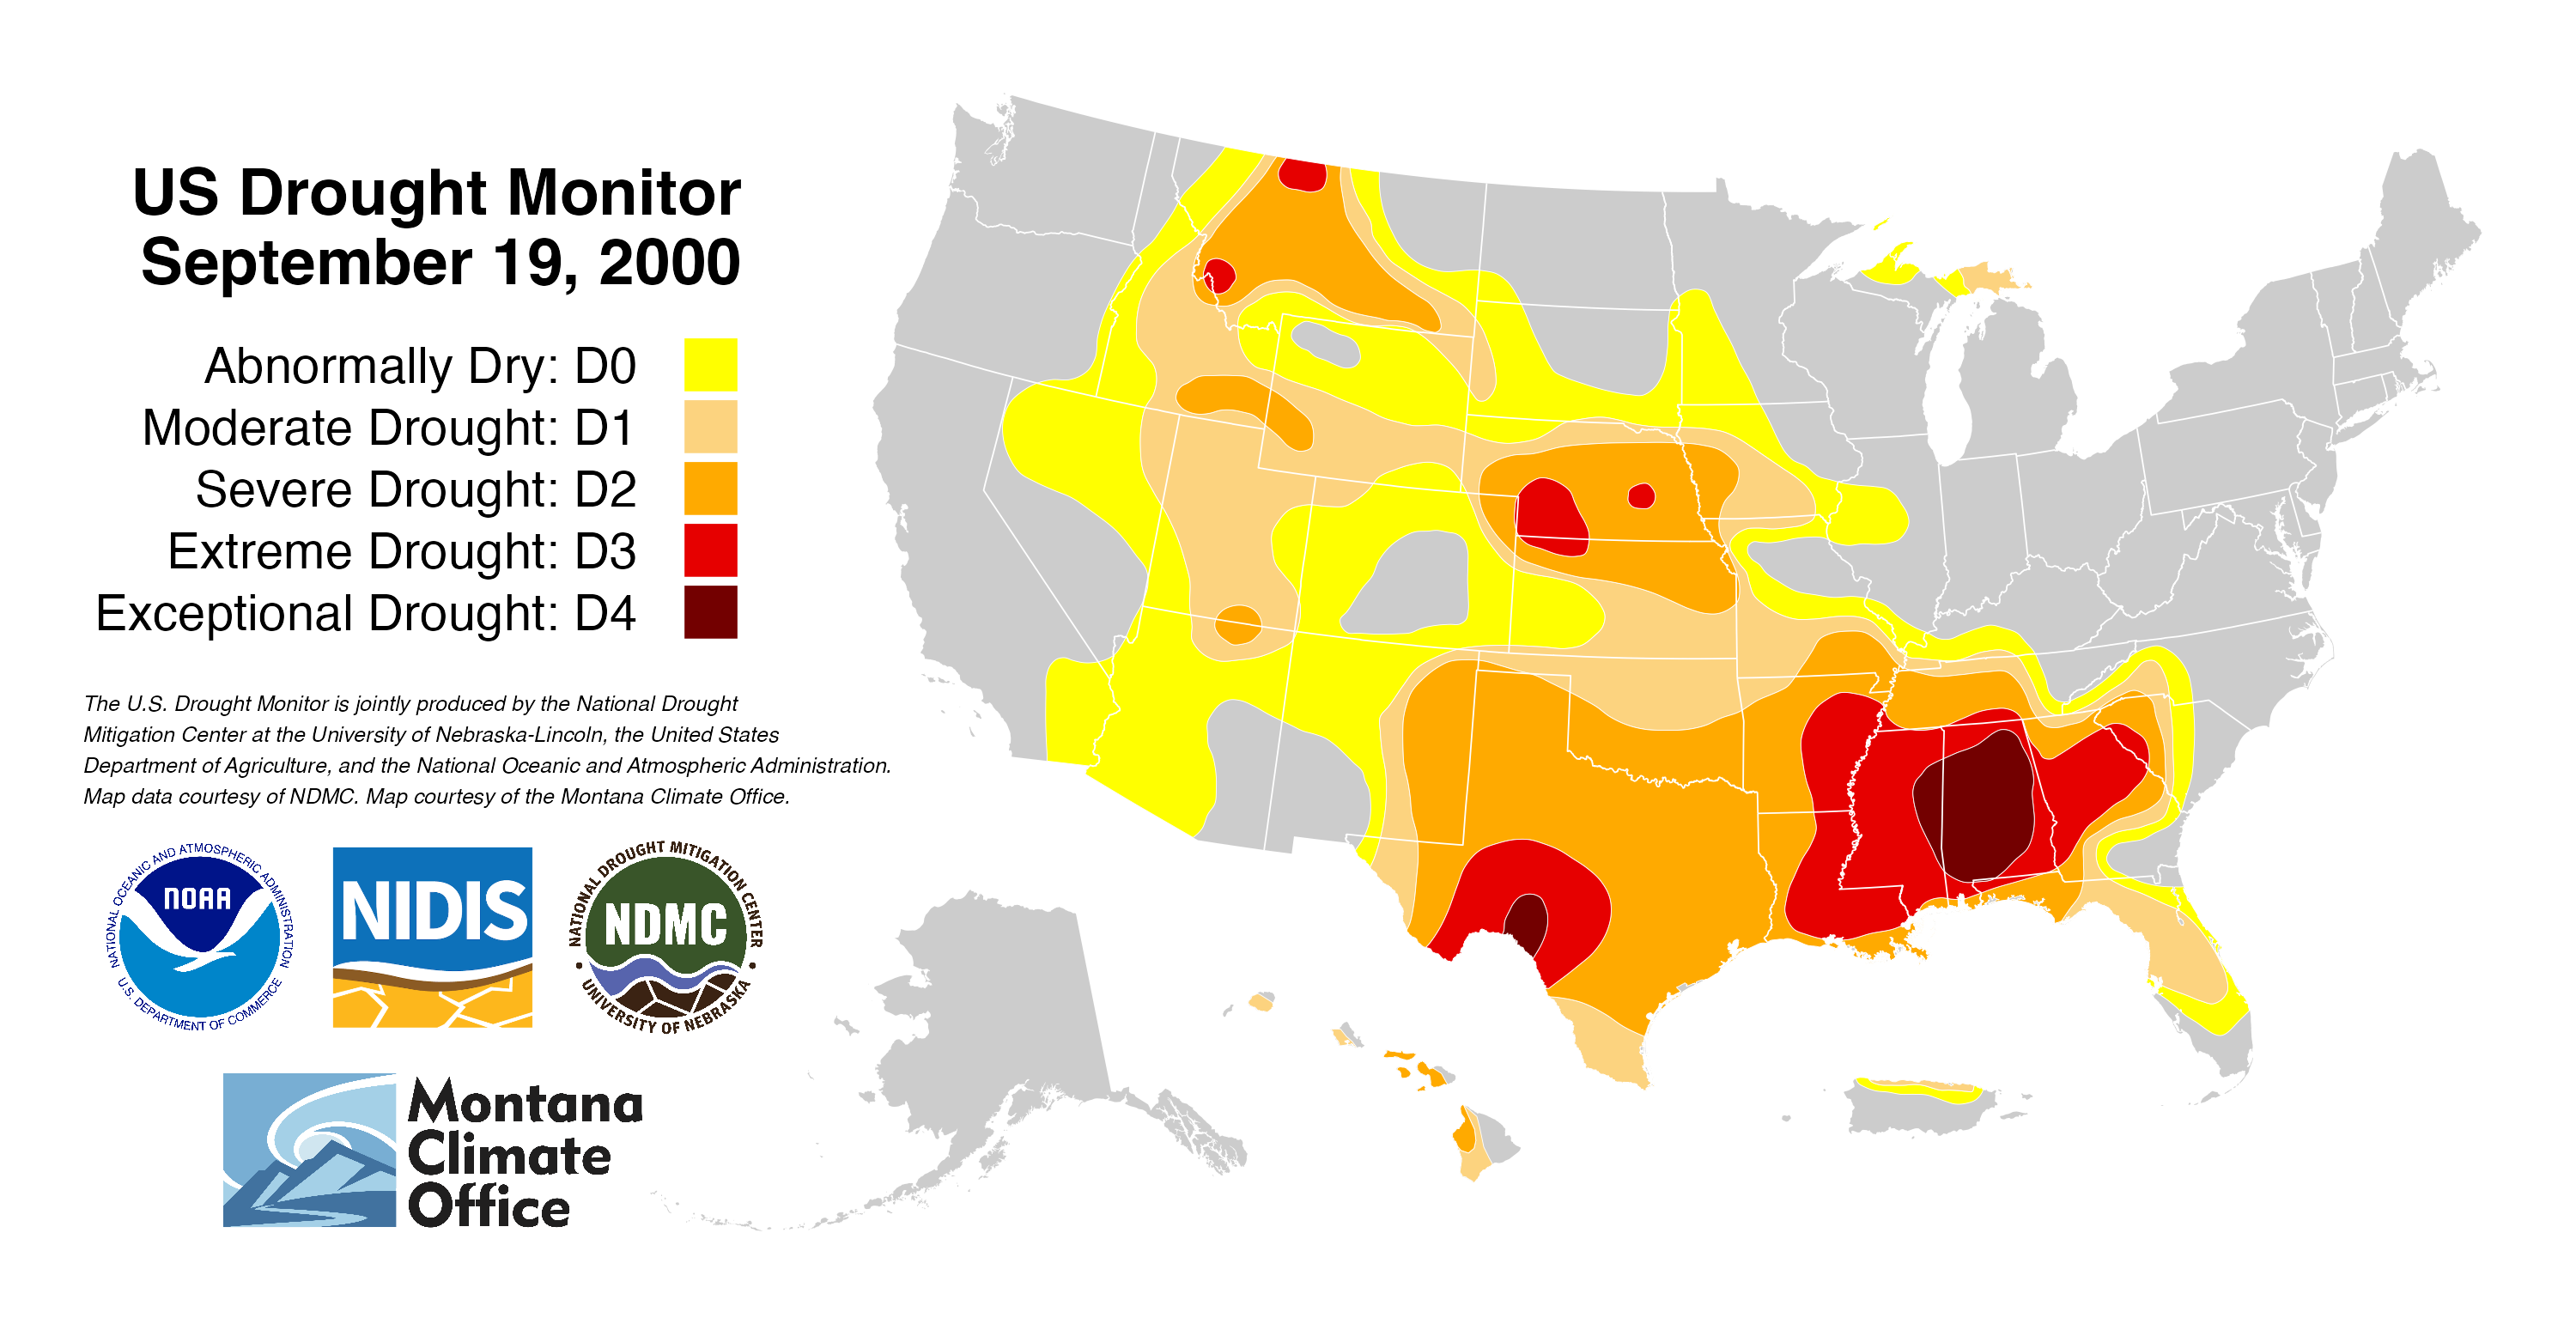 US Drought Monitor
September 19, 2000
Abnormally Dry: D0
Moderate Drought: D1
Severe Drought: D2
Extreme Drought: D3
Exceptional Drought: D4
The U.S. Drought Monitor is jointly produced by the National Drought
Mitigation Center at the University of Nebraska-Lincoln, the United States
Department of Agriculture, and the National Oceanic and Atmospheric Administration.
Map data courtesy of NDMC. Map courtesy of the Montana Climate Office.
NATIONAL OCEANIC AND ATMOSPHERIC ADMINISTRATION
NOAA
U.S. DEPARTMENT OF COMMERCE
NIDIS
NATIONAL DROUGHT MITIGATION CENTER
NDMC
UNIVERSITY OF NEBRASKA
Montana
Climate
Office